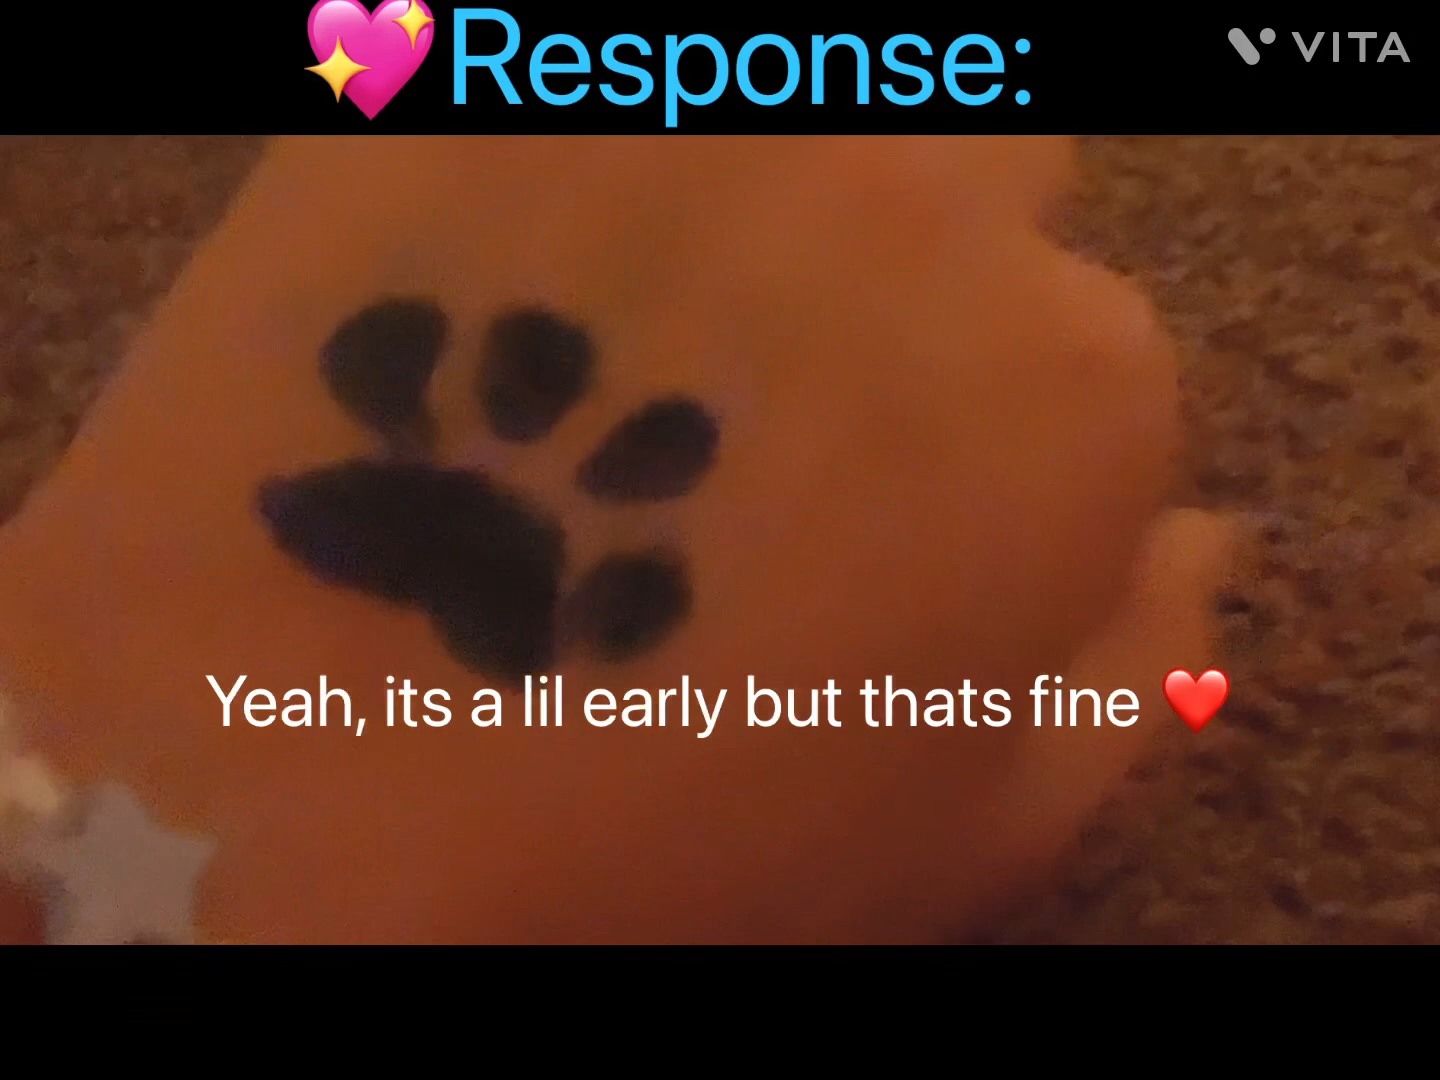 💖Response:
VITA
Yeah, its a lil early but thats fine ❤️